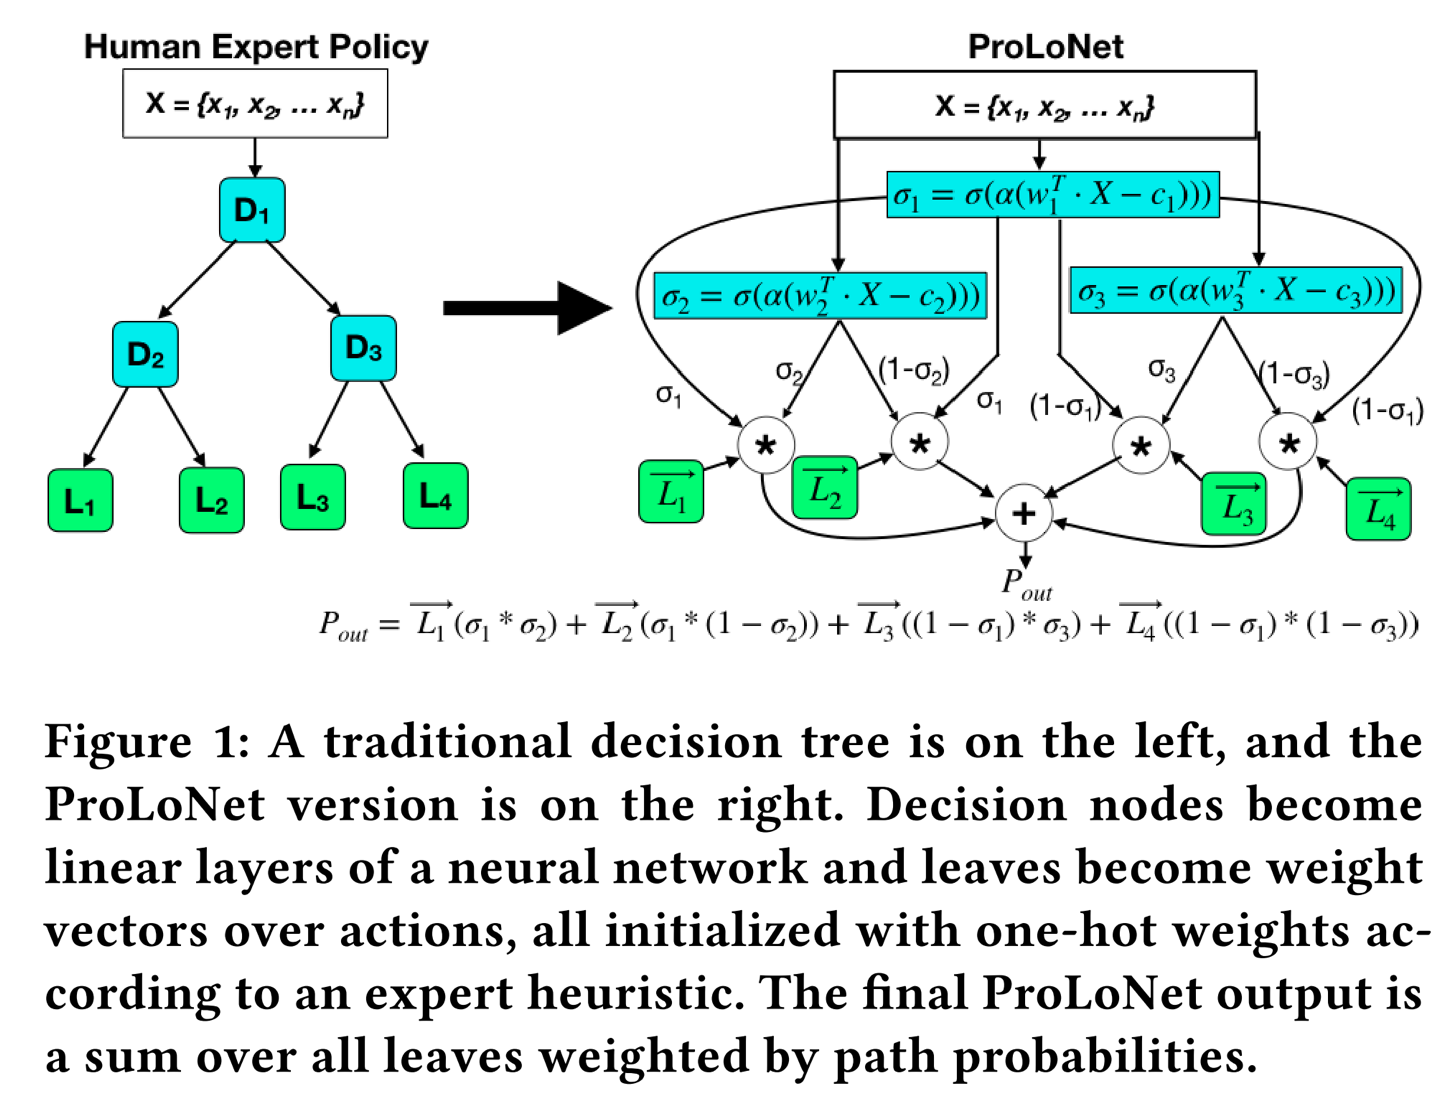 Human Expert Policy
X = {x1, x2, ... xn}
D1
D2
D3
L1
L2
L3
L4
ProLoNet
X = {x1, x2, ... xn}
σ1 = σ(α(w1^T · X − c1)))
σ2 = σ(α(w2^T · X − c2)))
σ3 = σ(α(w3^T · X − c3)))
σ1
σ2
(1-σ2)
σ1
(1-σ1)
σ3
(1-σ3)
(1-σ1)
*
*
*
*
L1
L2
L3
L4
+
Pout
Pout = L1(σ1 * σ2) + L2(σ1 * (1 − σ2)) + L3((1 − σ1) * σ3) + L4((1 − σ1) * (1 − σ3))
Figure 1: A traditional decision tree is on the left, and the
ProLoNet version is on the right. Decision nodes become
linear layers of a neural network and leaves become weight
vectors over actions, all initialized with one-hot weights ac-
cording to an expert heuristic. The final ProLoNet output is
a sum over all leaves weighted by path probabilities.